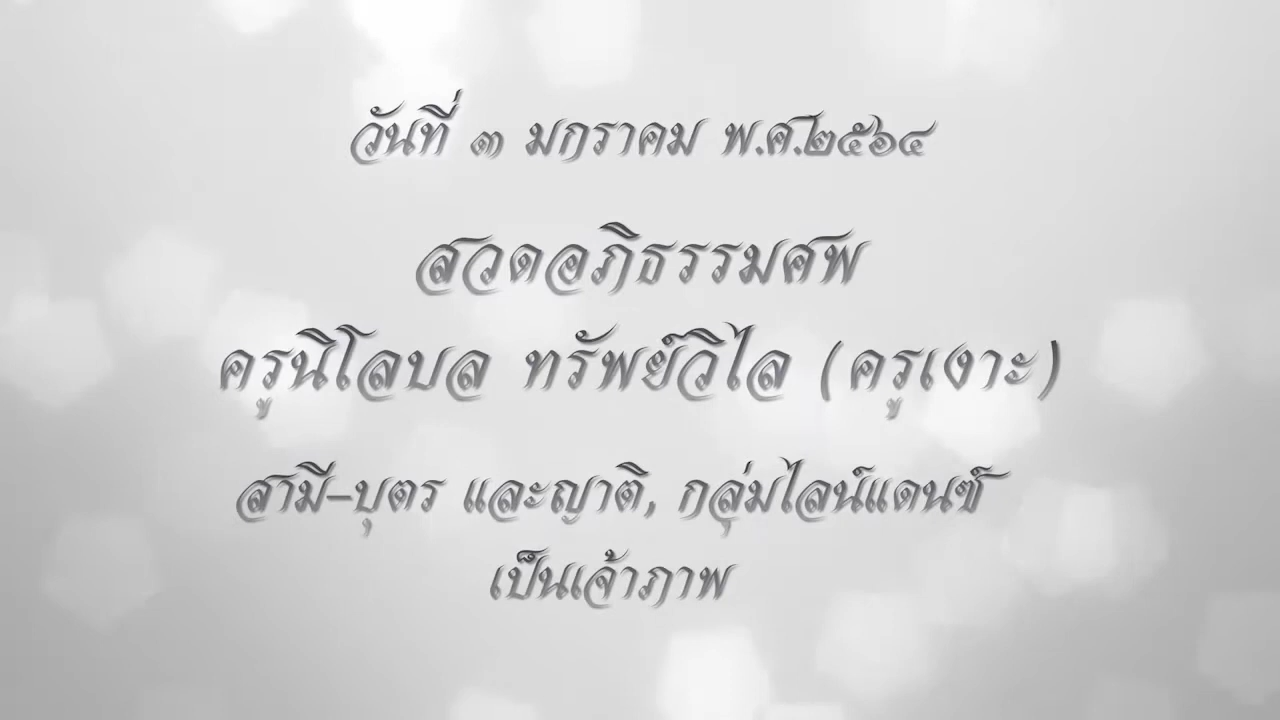 วันที่ ๓ มกราคม พ.ศ.๒๕๖๔
สวดอภิธรรมศพ
ครูนิโลบล ทรัพย์วิไล (ครูเงาะ)
สามี-บุตร และญาติ, กลุ่มไลน์แดนซ์
เป็นเจ้าภาพ